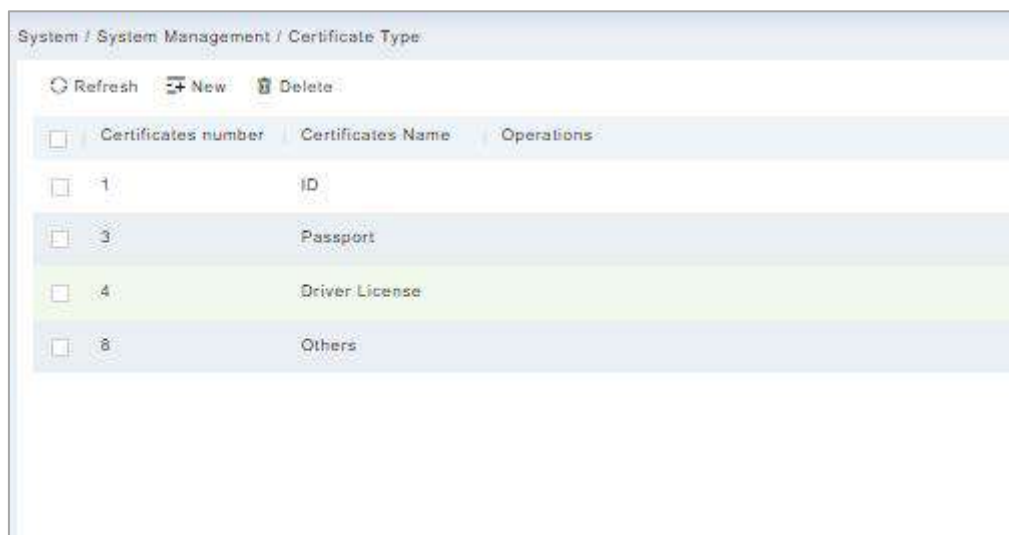 System / System Management / Certificate Type
Refresh New Delete
Certificates number Certificates Name Operations
1 ID
3 Passport
4 Driver License
8 Others